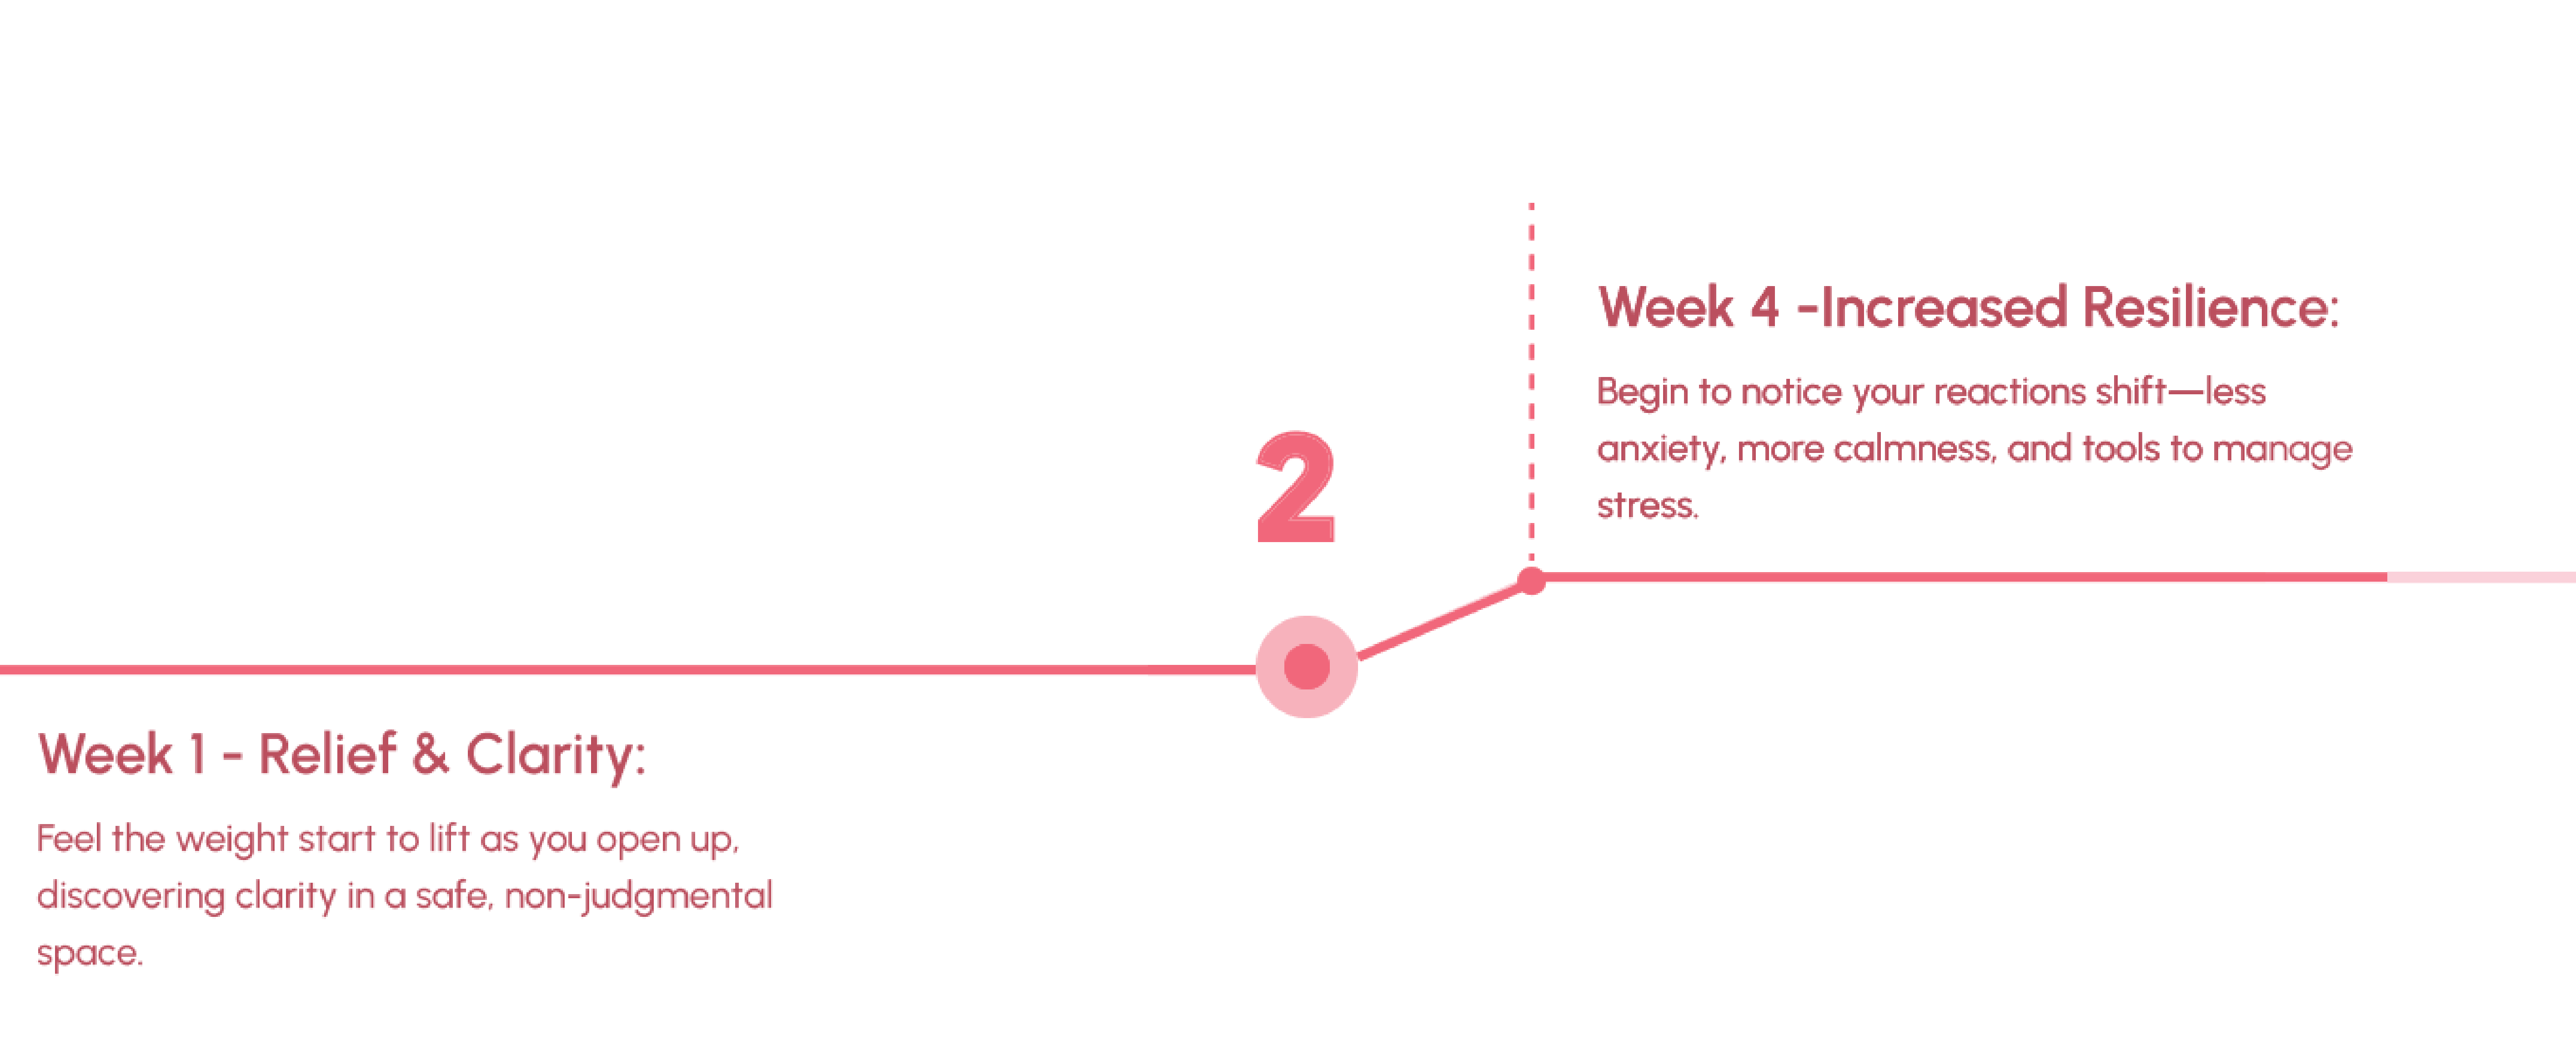 2
Week 4 -Increased Resilience:
Begin to notice your reactions shift—less
anxiety, more calmness, and tools to manage
stress.
Week 1 - Relief & Clarity:
Feel the weight start to lift as you open up,
discovering clarity in a safe, non-judgmental
space.